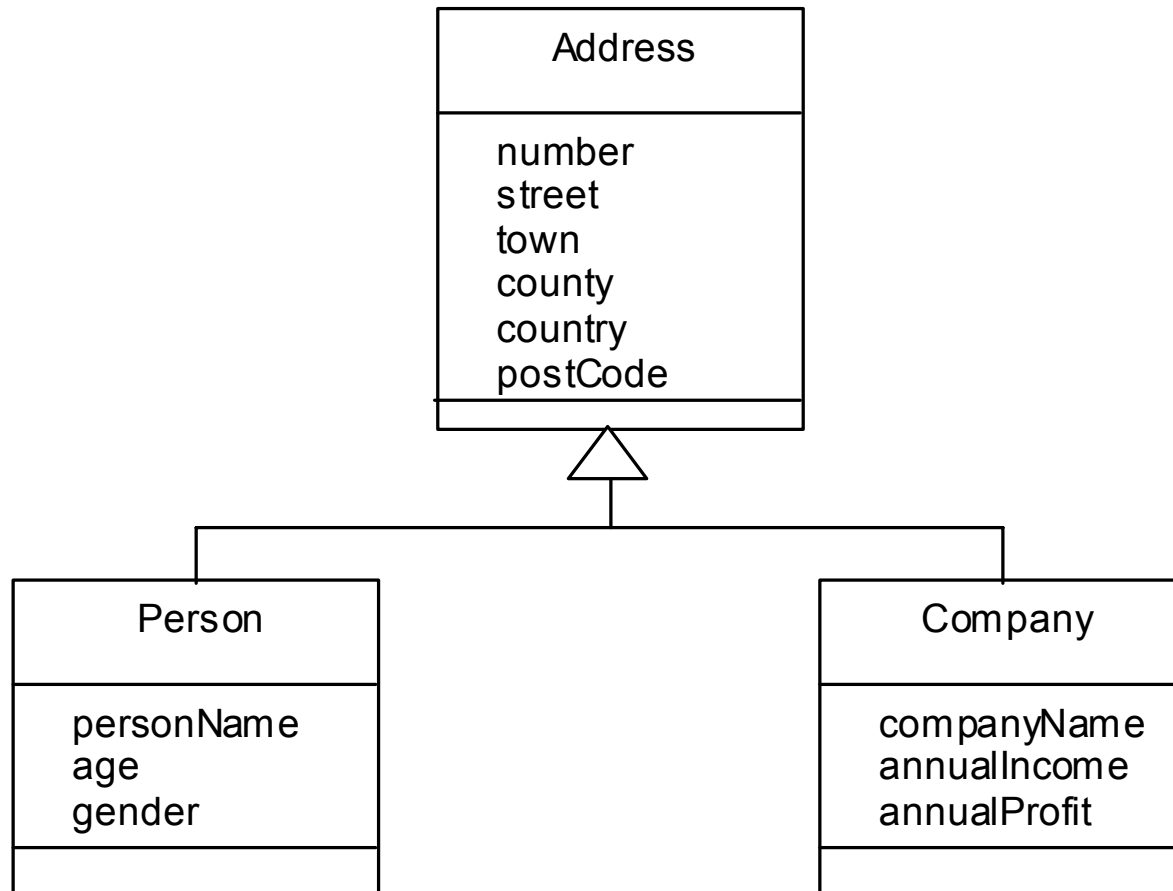 Address
number
street
town
county
country
postCode
Person
personName
age
gender
Company
companyName
annualIncome
annualProfit